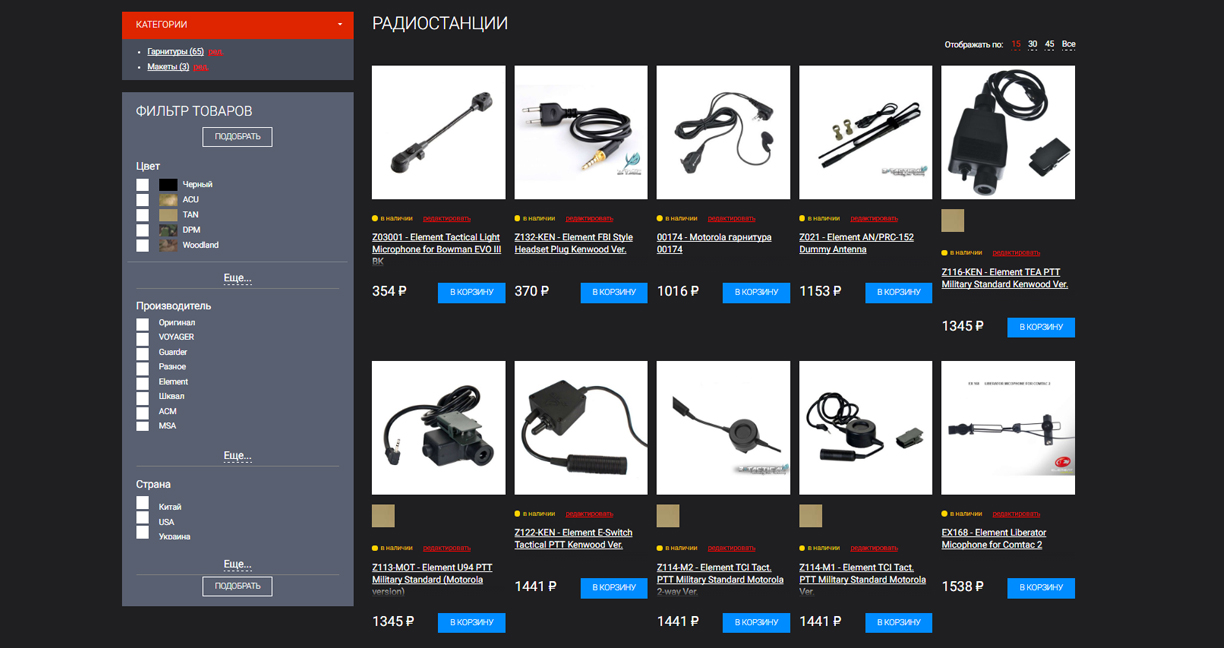 КАТЕГОРИИ
Гарнитуры (65) ред.
Макеты (3) ред.
ФИЛЬТР ТОВАРОВ
ПОДОБРАТЬ
Цвет
Черный
ACU
TAN
DPM
Woodland
Еще...
Производитель
Оригинал
VOYAGER
Guarder
Разное
Element
Шквал
ACM
MSA
Еще...
Страна
Китай
USA
Украина
Еще...
ПОДОБРАТЬ
РАДИОСТАНЦИИ
Отображать по: 15 30 45 Все
в наличии редактировать
Z03001 - Element Tactical Light
Microphone for Bowman EVO III
BK
354 ₽ В КОРЗИНУ
в наличии редактировать
Z132-KEN - Element FBI Style
Headset Plug Kenwood Ver.
370 ₽ В КОРЗИНУ
в наличии редактировать
00174 - Motorola гарнитура
00174
1016 ₽ В КОРЗИНУ
в наличии редактировать
Z021 - Element AN/PRC-152
Dummy Antenna
1153 ₽ В КОРЗИНУ
в наличии редактировать
Z116-KEN - Element TEA PTT
Military Standard Kenwood Ver.
1345 ₽ В КОРЗИНУ
в наличии редактировать
Z113-MOT - Element U94 PTT
Military Standard (Motorola
version)
1345 ₽ В КОРЗИНУ
в наличии редактировать
Z122-KEN - Element E-Switch
Tactical PTT Kenwood Ver.
1441 ₽ В КОРЗИНУ
в наличии редактировать
Z114-M2 - Element TCI Tact.
PTT Military Standard Motorola
2-way Ver.
1441 ₽ В КОРЗИНУ
в наличии редактировать
Z114-M1 - Element TCI Tact.
PTT Military Standard Motorola
Ver.
1441 ₽ В КОРЗИНУ
EX168 LIBERATOR MICOPHONE FOR COMTAC 2
в наличии редактировать
EX168 - Element Liberator
Micophone for Comtac 2
1538 ₽ В КОРЗИНУ